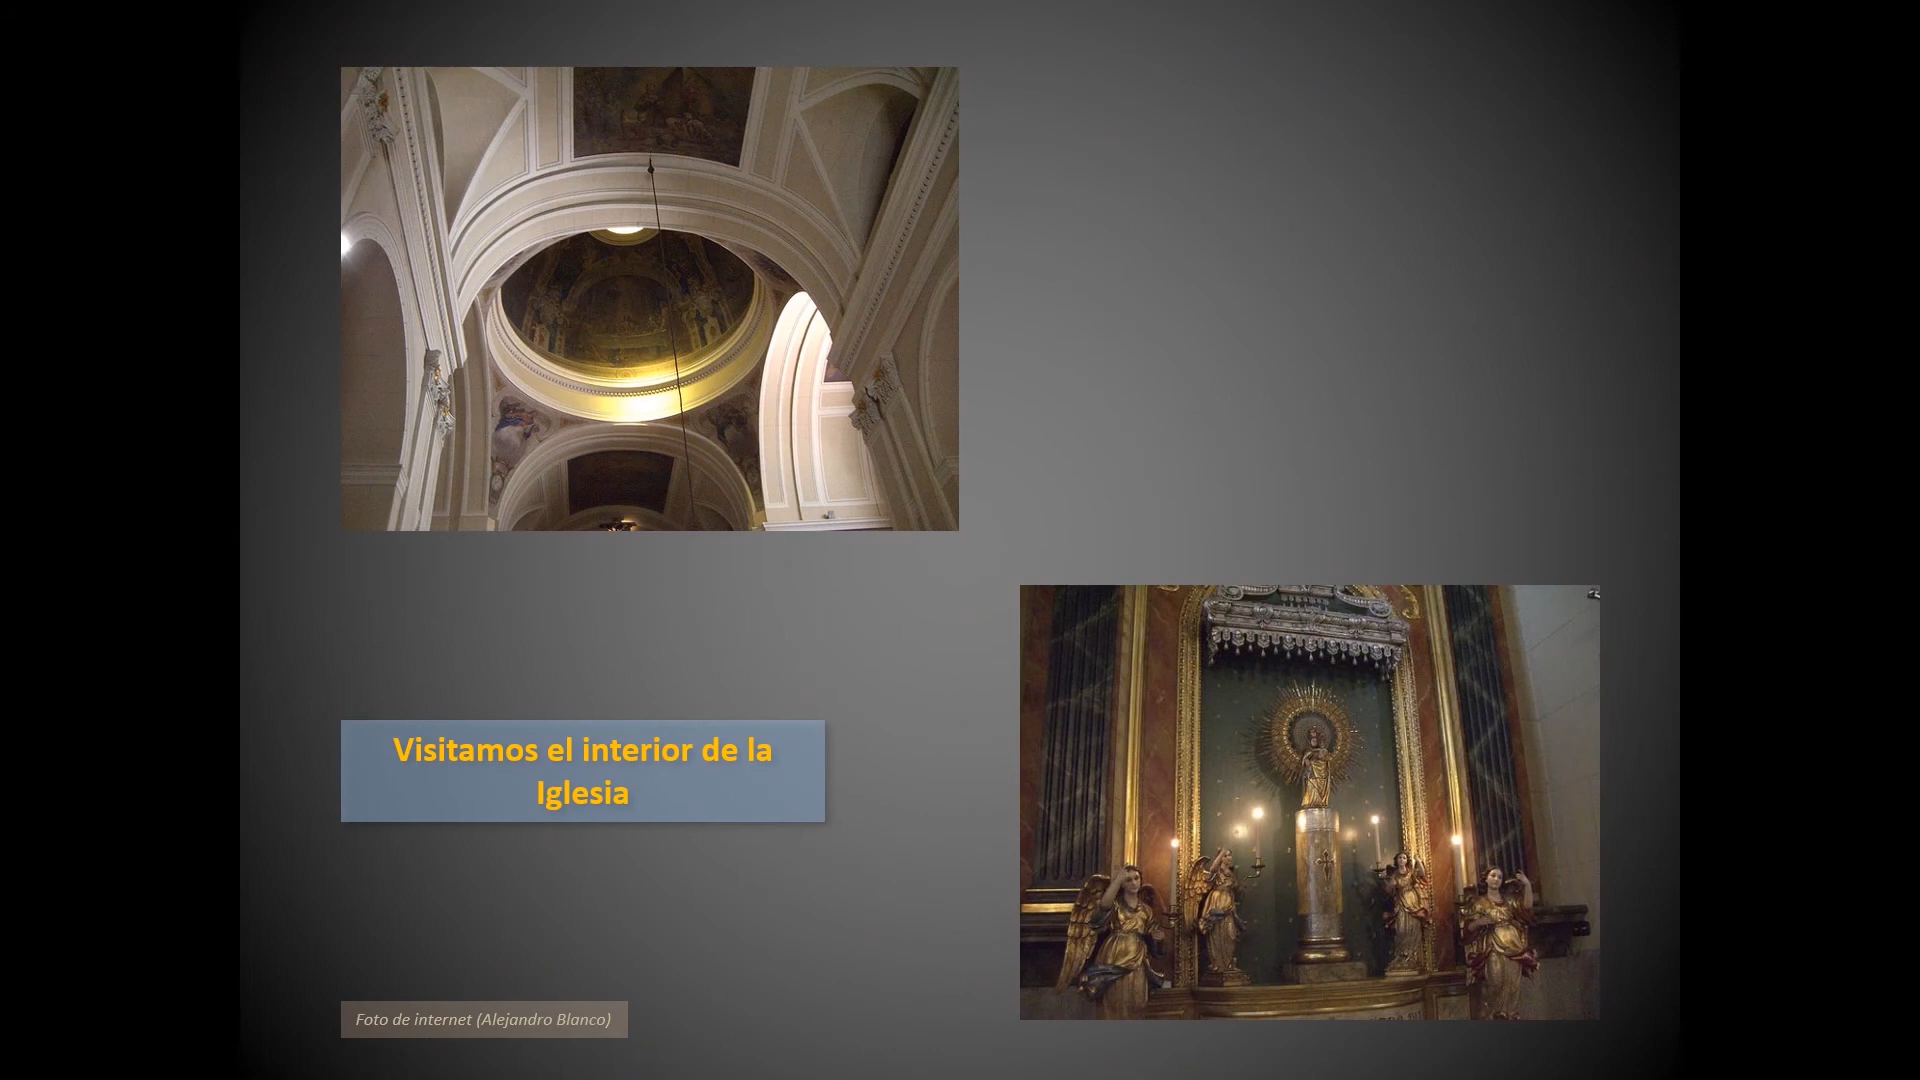 Visitamos el interior de la
Iglesia
Foto de internet (Alejandro Blanco)